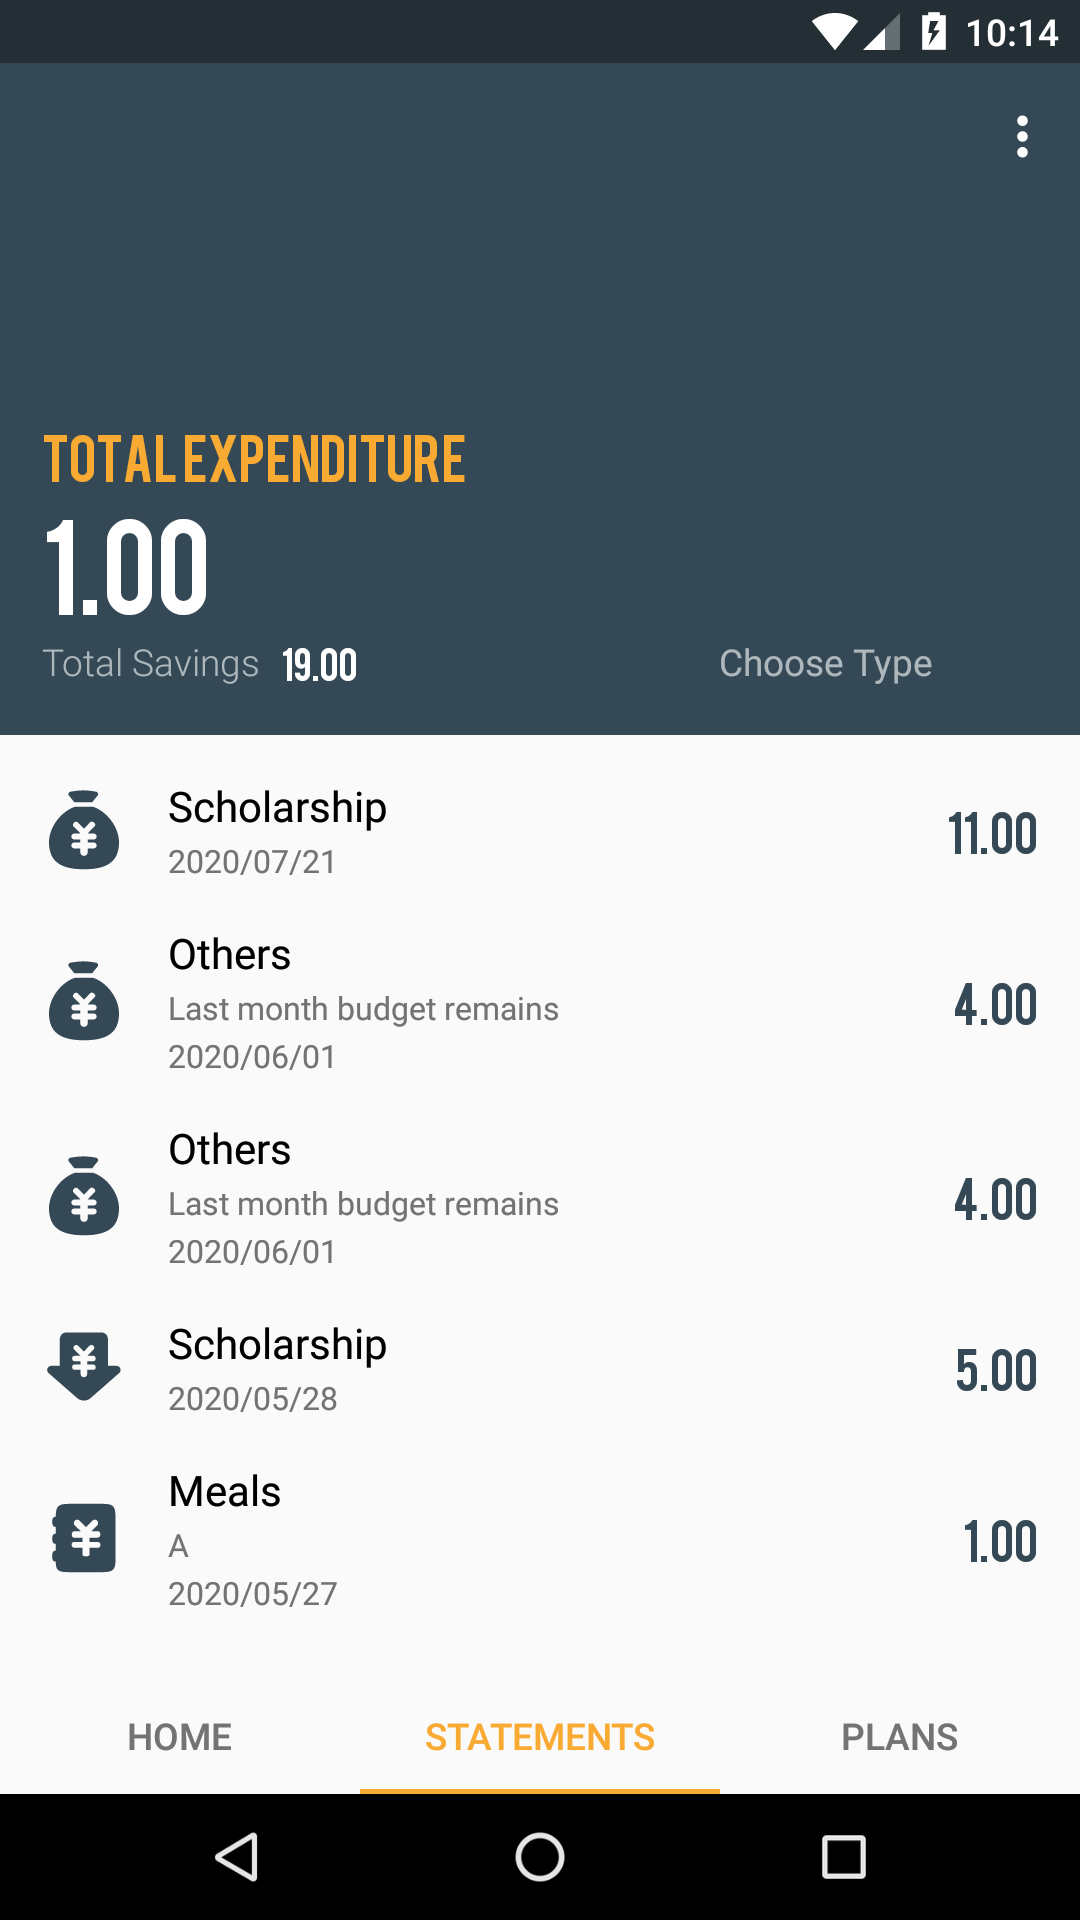 10:14
TOTAL EXPENDITURE
1.00
Total Savings 19.00 Choose Type
Scholarship
2020/07/21
11.00
Others
Last month budget remains
2020/06/01
4.00
Others
Last month budget remains
2020/06/01
4.00
Scholarship
2020/05/28
5.00
Meals
A
2020/05/27
1.00
HOME STATEMENTS PLANS